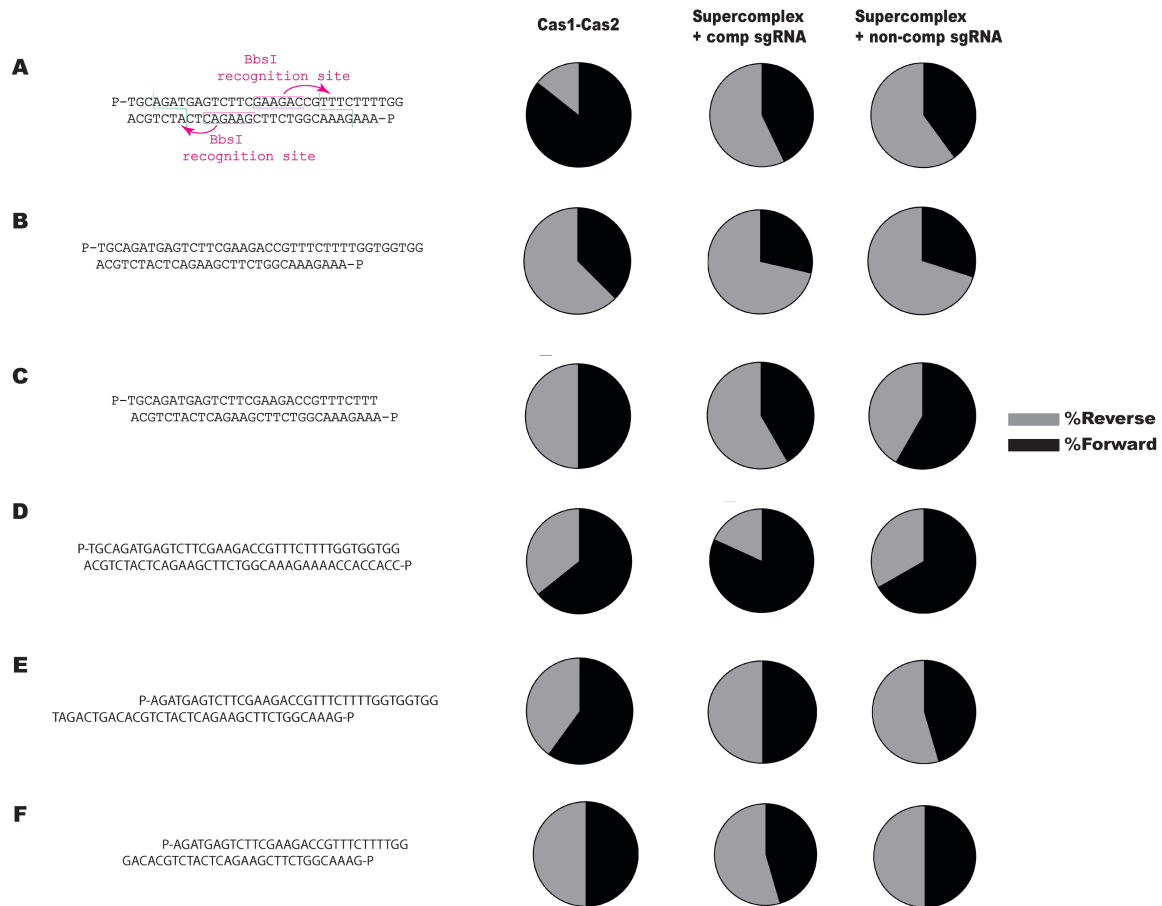 Cas1-Cas2
Supercomplex
+ comp sgRNA
Supercomplex
+ non-comp sgRNA
A
BbsI
recognition site
P-TGCAGATGAGTCTTCGAAGACCGTTTCTTTTGG
ACGTCTACTCAGAAGCTTCTGGCAAAGAAA-P
BbsI
recognition site
B
P-TGCAGATGAGTCTTCGAAGACCGTTTCTTTTGGTGGTGG
ACGTCTACTCAGAAGCTTCTGGCAAAGAAA-P
C
P-TGCAGATGAGTCTTCGAAGACCGTTTCTTT
ACGTCTACTCAGAAGCTTCTGGCAAAGAAA-P
%Reverse
%Forward
D
P-TGCAGATGAGTCTTCGAAGACCGTTTCTTTTGGTGGTGG
ACGTCTACTCAGAAGCTTCTGGCAAAGAAAACCACCACC-P
E
P-AGATGAGTCTTCGAAGACCGTTTCTTTTGGTGGTGG
TAGACTGACACGTCTACTCAGAAGCTTCTGGCAAAG-P
F
P-AGATGAGTCTTCGAAGACCGTTTCTTTTGG
GACACGTCTACTCAGAAGCTTCTGGCAAAG-P